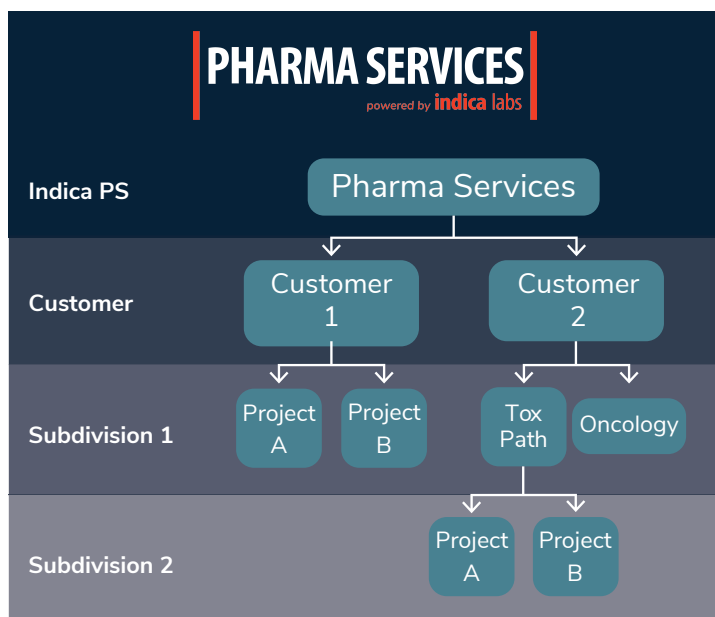 PHARMA SERVICES
powered by indica labs
Indica PS
Pharma Services
Customer
Customer
1
Customer
2
Subdivision 1
Project
A
Project
B
Tox
Path
Oncology
Subdivision 2
Project
A
Project
B